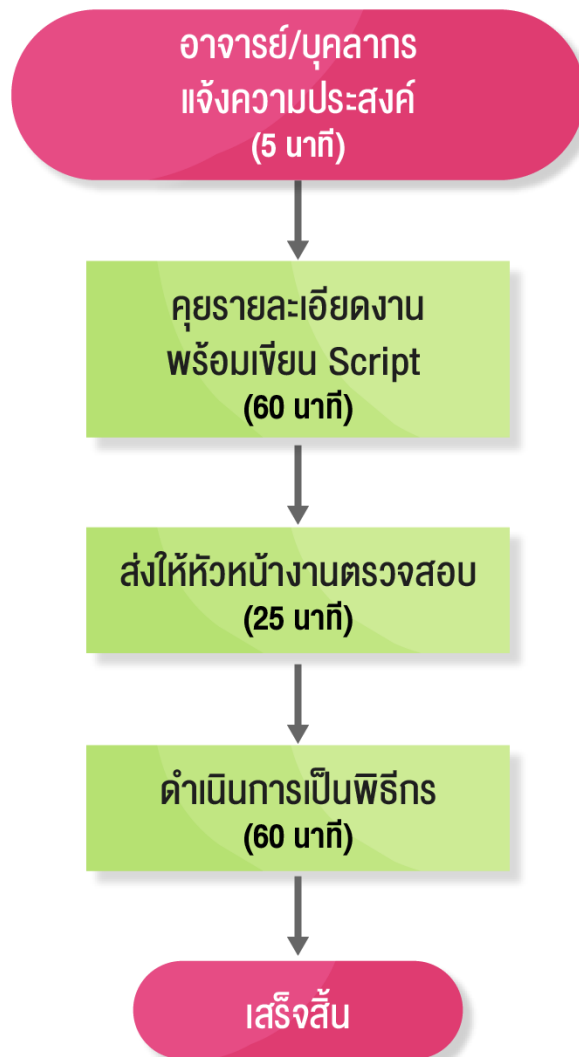 อาจารย์/บุคลากร
แจ้งความประสงค์
(5 นาที)
คุยรายละเอียดงาน
พร้อมเขียน Script
(60 นาที)
ส่งให้หัวหน้างานตรวจสอบ
(25 นาที)
ดำเนินการเป็นพิธีกร
(60 นาที)
เสร็จสิ้น